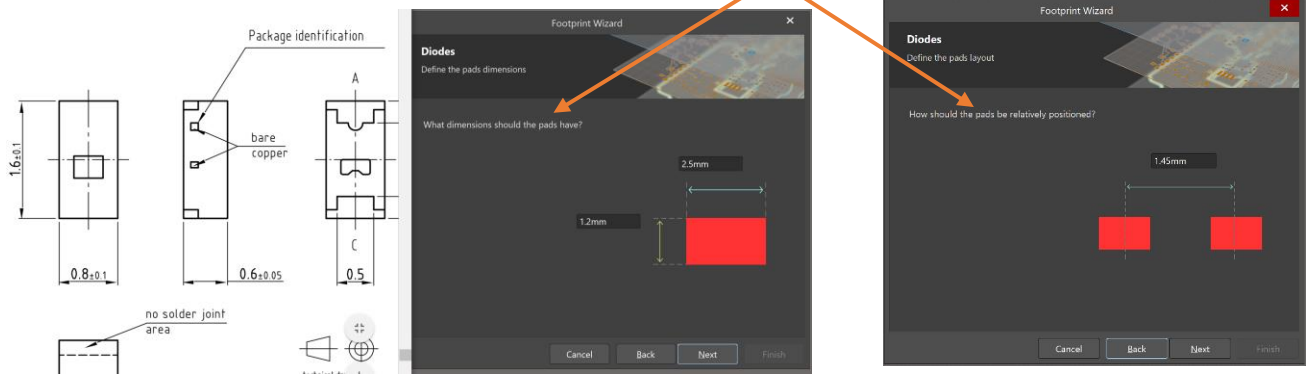 Package identification
A
bare
copper
1.6±0.1
C
0.8±0.1
0.6±0.05
0.5
no solder joint
area
Footprint Wizard
Diodes
Define the pads dimensions
What dimensions should the pads have?
2.5mm
1.2mm
Cancel
Back
Next
Finish
Footprint Wizard
Diodes
Define the pads layout
How should the pads be relatively positioned?
1.45mm
Cancel
Back
Next
Finish